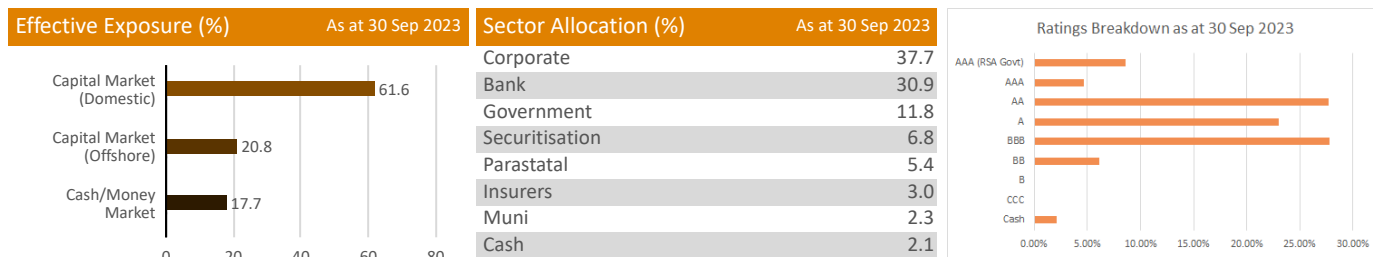 Effective Exposure (%) As at 30 Sep 2023
Capital Market
(Domestic)
61.6
Capital Market
(Offshore)
20.8
Cash/Money
Market
17.7
0 20 40 60 80
Sector Allocation (%) As at 30 Sep 2023
Corporate 37.7
Bank 30.9
Government 11.8
Securitisation 6.8
Parastatal 5.4
Insurers 3.0
Muni 2.3
Cash 2.1
Ratings Breakdown as at 30 Sep 2023
AAA (RSA Govt)
AAA
AA
A
BBB
BB
B
CCC
Cash
0.00% 5.00% 10.00% 15.00% 20.00% 25.00% 30.00%